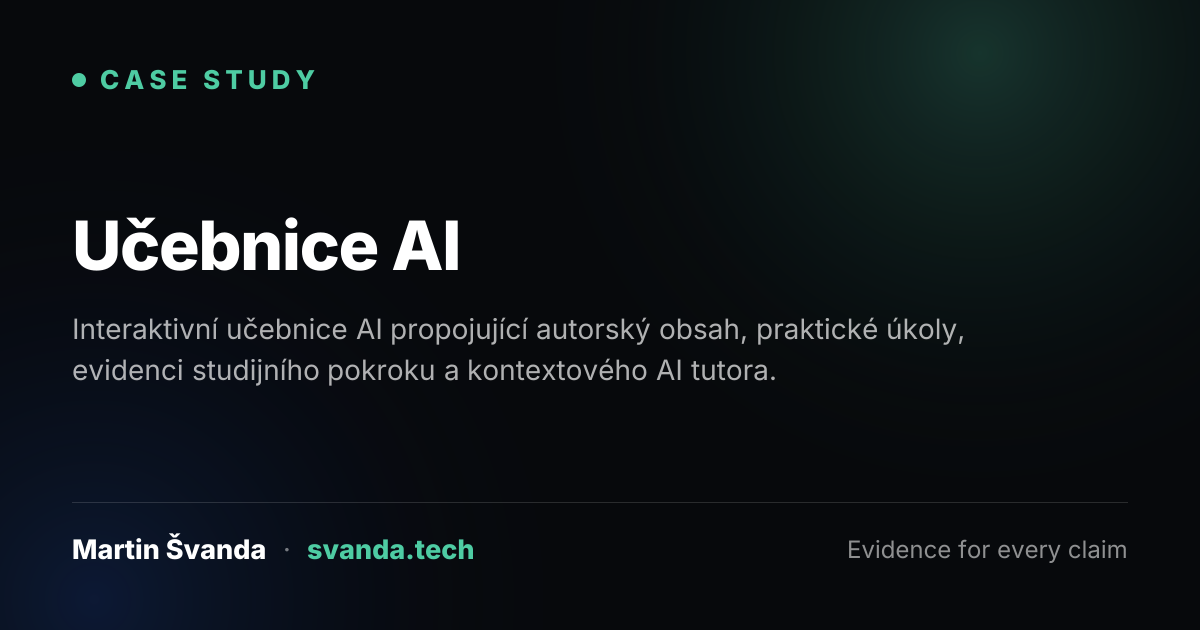 CASE STUDY
Učebnice AI
Interaktivní učebnice AI propojující autorský obsah, praktické úkoly,
evidenci studijního pokroku a kontextového AI tutora.
Martin Švanda · svanda.tech
Evidence for every claim